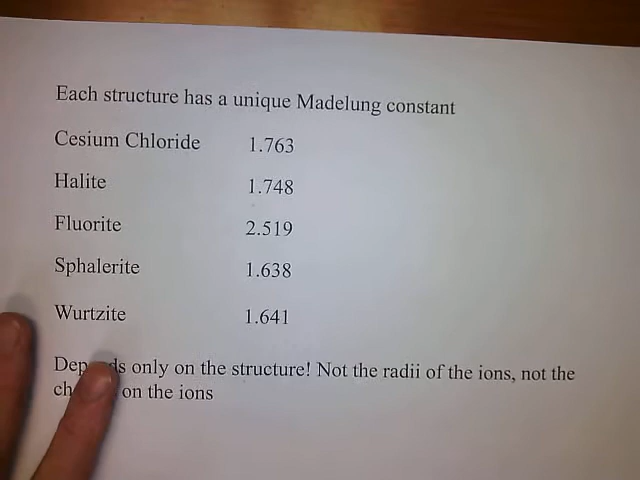 Each structure has a unique Madelung constant
Cesium Chloride 1.763
Halite 1.748
Fluorite 2.519
Sphalerite 1.638
Wurtzite 1.641
only on the structure! Not the radii of the ions, not the
on the ions